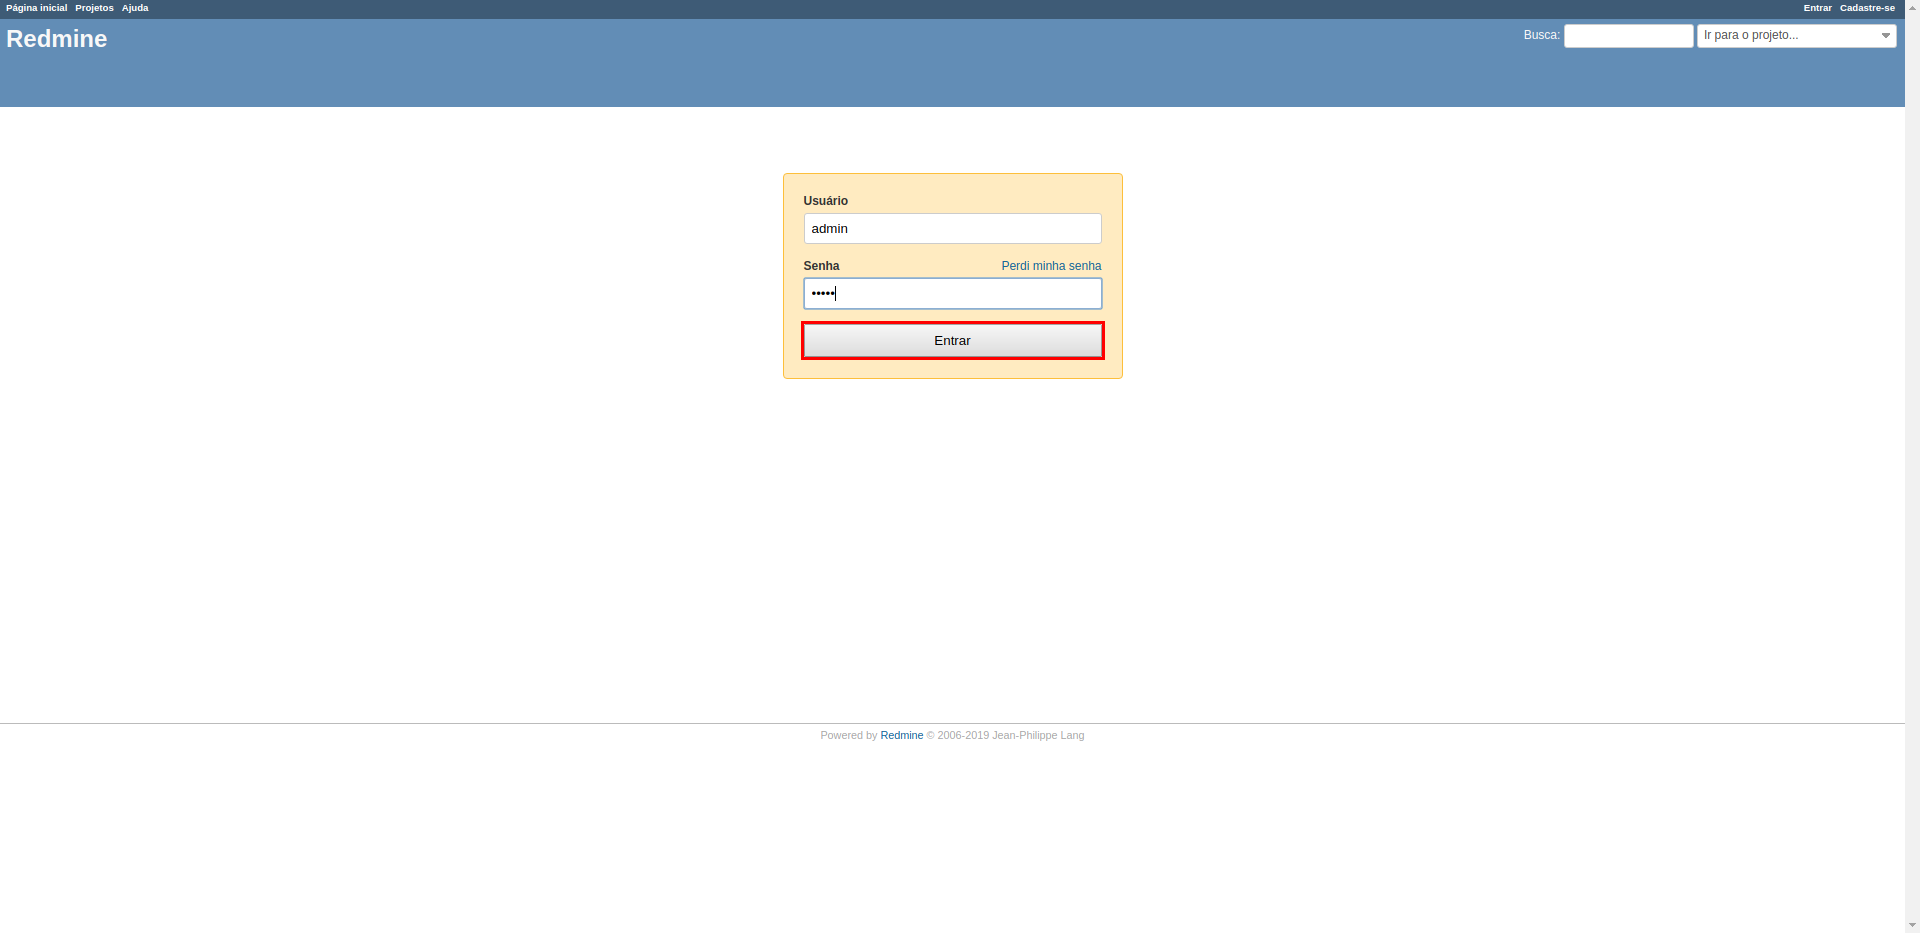 Página inicial Projetos Ajuda Entrar Cadastre-se
Redmine Busca: Ir para o projeto...
Usuário
admin
Senha Perdi minha senha
•••••
Entrar
Powered by Redmine © 2006-2019 Jean-Philippe Lang